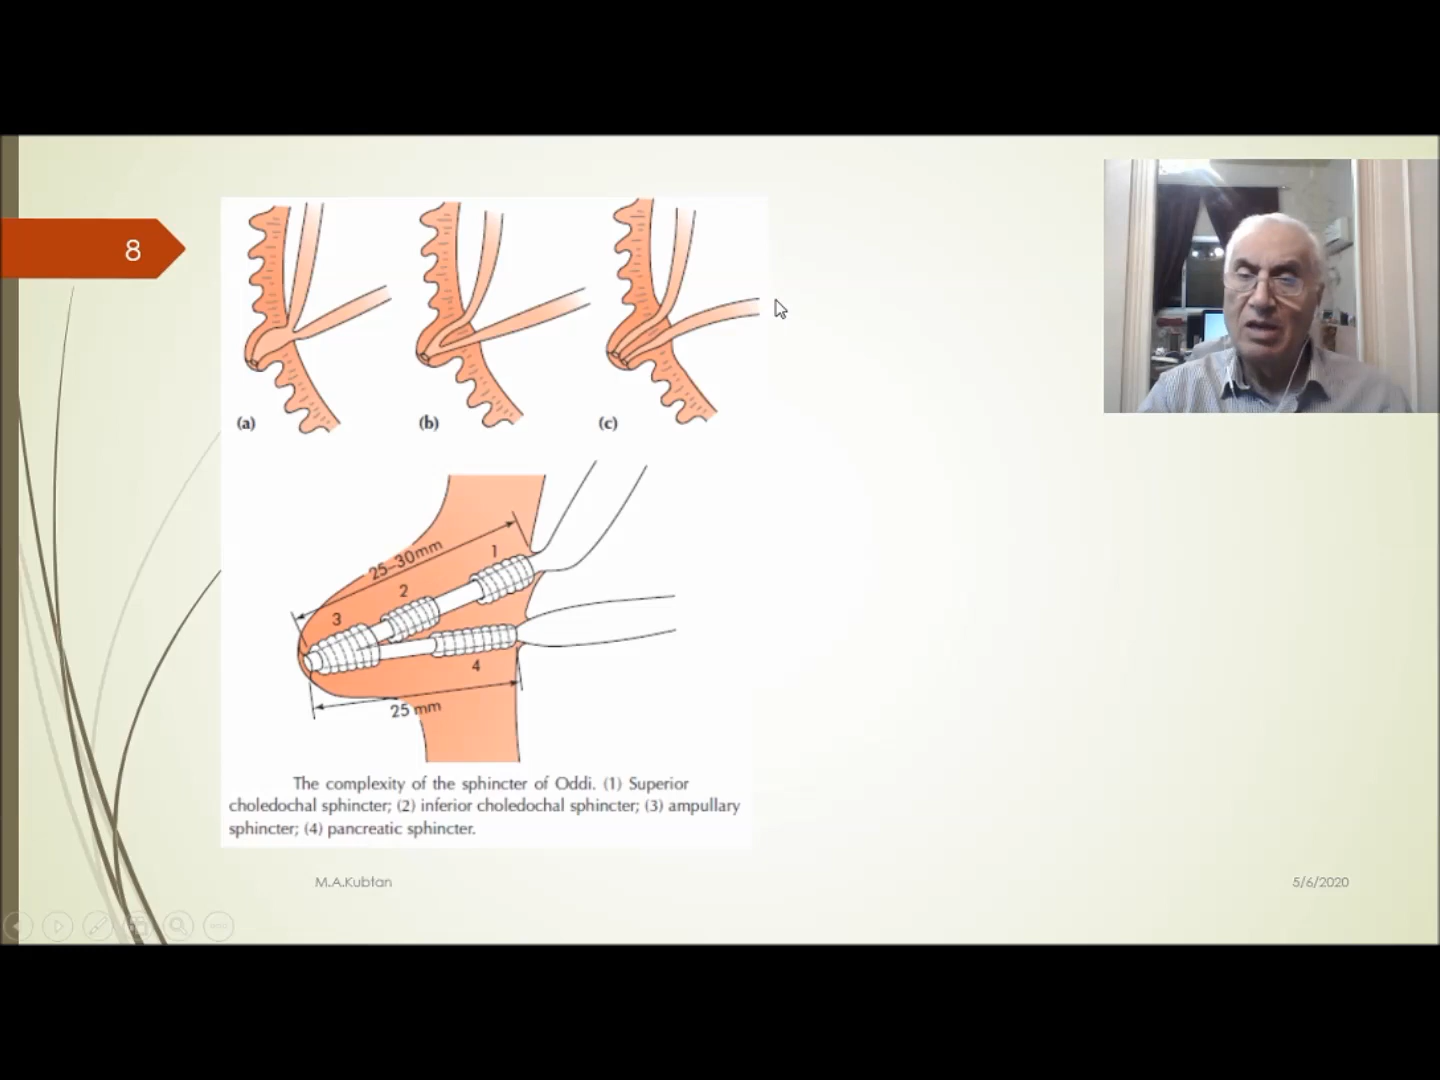 8
(a)
(b)
(c)
25–30mm
1
2
3
4
25 mm
The complexity of the sphincter of Oddi. (1) Superior
choledochal sphincter; (2) inferior choledochal sphincter; (3) ampullary
sphincter; (4) pancreatic sphincter.
M.A.Kubtan
5/6/2020